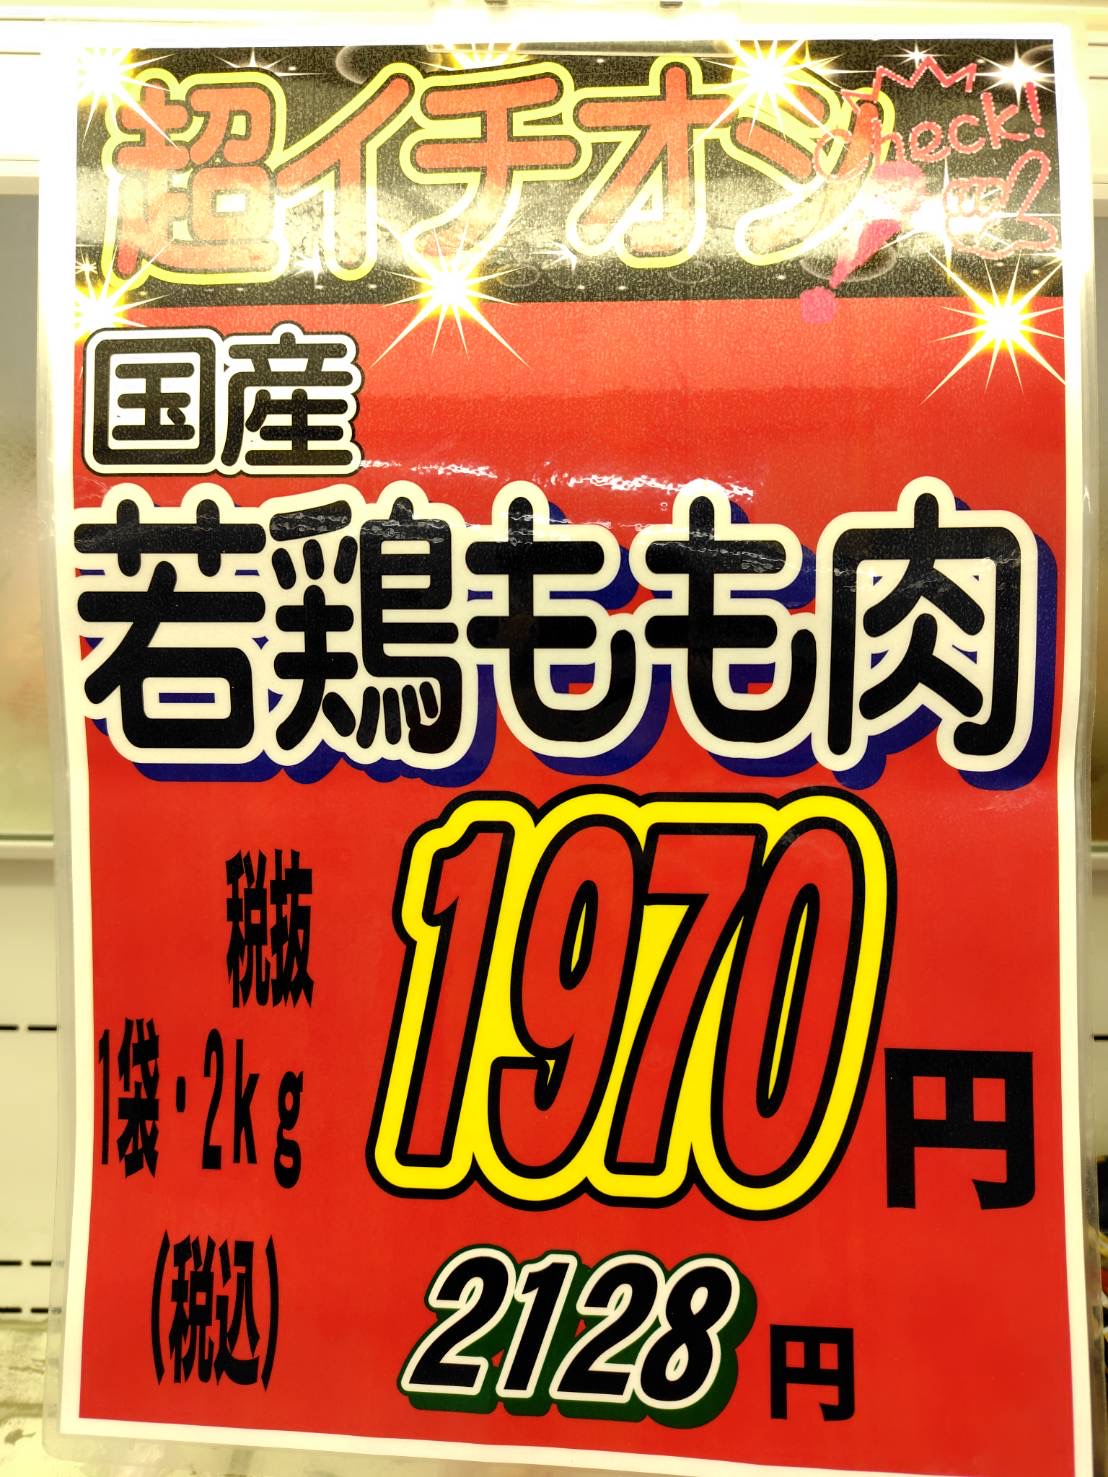 超イチオシ
check!
国産
若鶏もも肉
税抜
1袋・2kg
1970円
(税込)
2128円